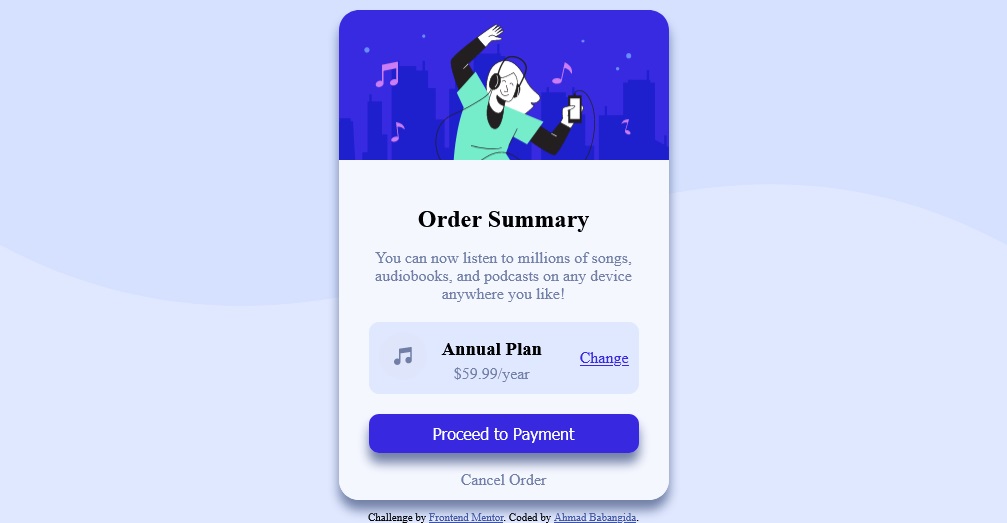 Order Summary
You can now listen to millions of songs,
audiobooks, and podcasts on any device
anywhere you like!
Annual Plan
$59.99/year
Change
Proceed to Payment
Cancel Order
Challenge by Frontend Mentor. Coded by Ahmad Babangida.